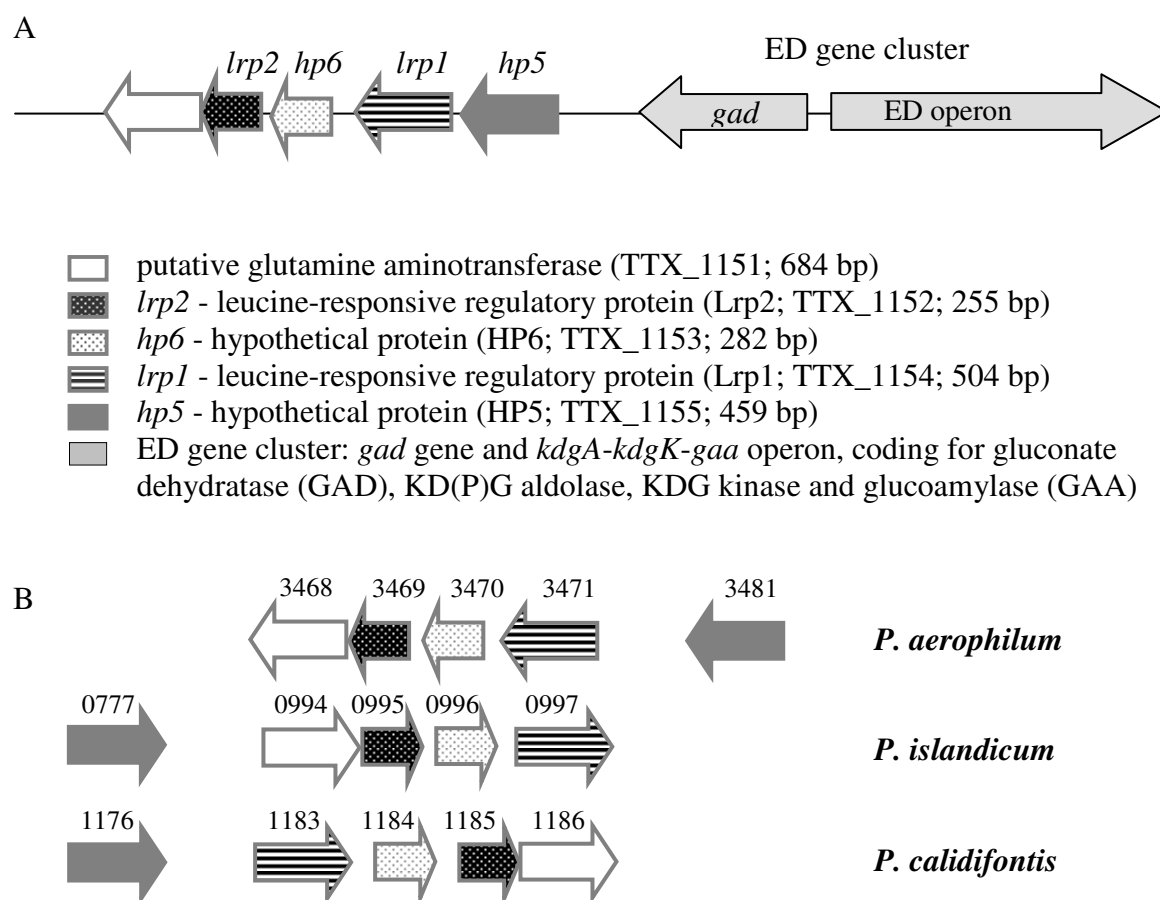 A
lrp2 hp6 lrp1 hp5
ED gene cluster
gad ED operon
putative glutamine aminotransferase (TTX_1151; 684 bp)
lrp2 - leucine-responsive regulatory protein (Lrp2; TTX_1152; 255 bp)
hp6 - hypothetical protein (HP6; TTX_1153; 282 bp)
lrp1 - leucine-responsive regulatory protein (Lrp1; TTX_1154; 504 bp)
hp5 - hypothetical protein (HP5; TTX_1155; 459 bp)
ED gene cluster: gad gene and kdgA-kdgK-gaa operon, coding for gluconate
dehydratase (GAD), KD(P)G aldolase, KDG kinase and glucoamylase (GAA)
B
3468 3469 3470 3471 3481
P. aerophilum
0777 0994 0995 0996 0997
P. islandicum
1176 1183 1184 1185 1186
P. calidifontis